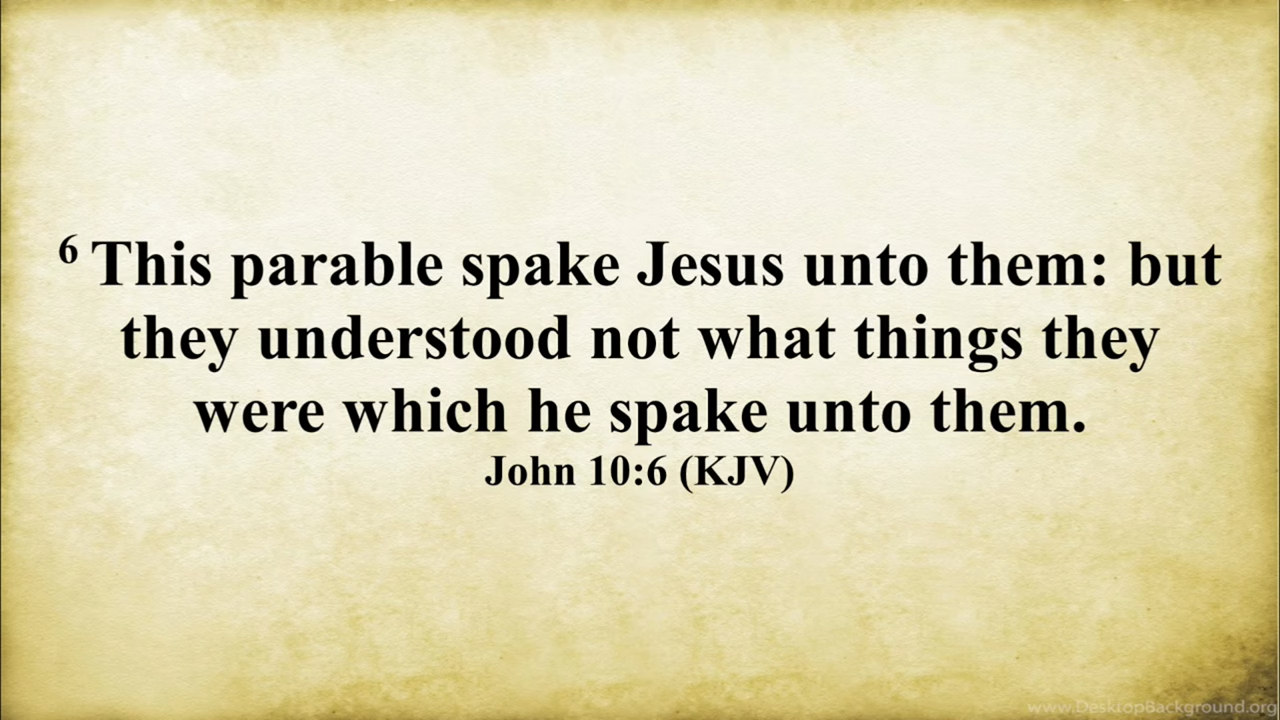 6 This parable spake Jesus unto them: but
they understood not what things they
were which he spake unto them.
John 10:6 (KJV)
www.DesktopBackground.org